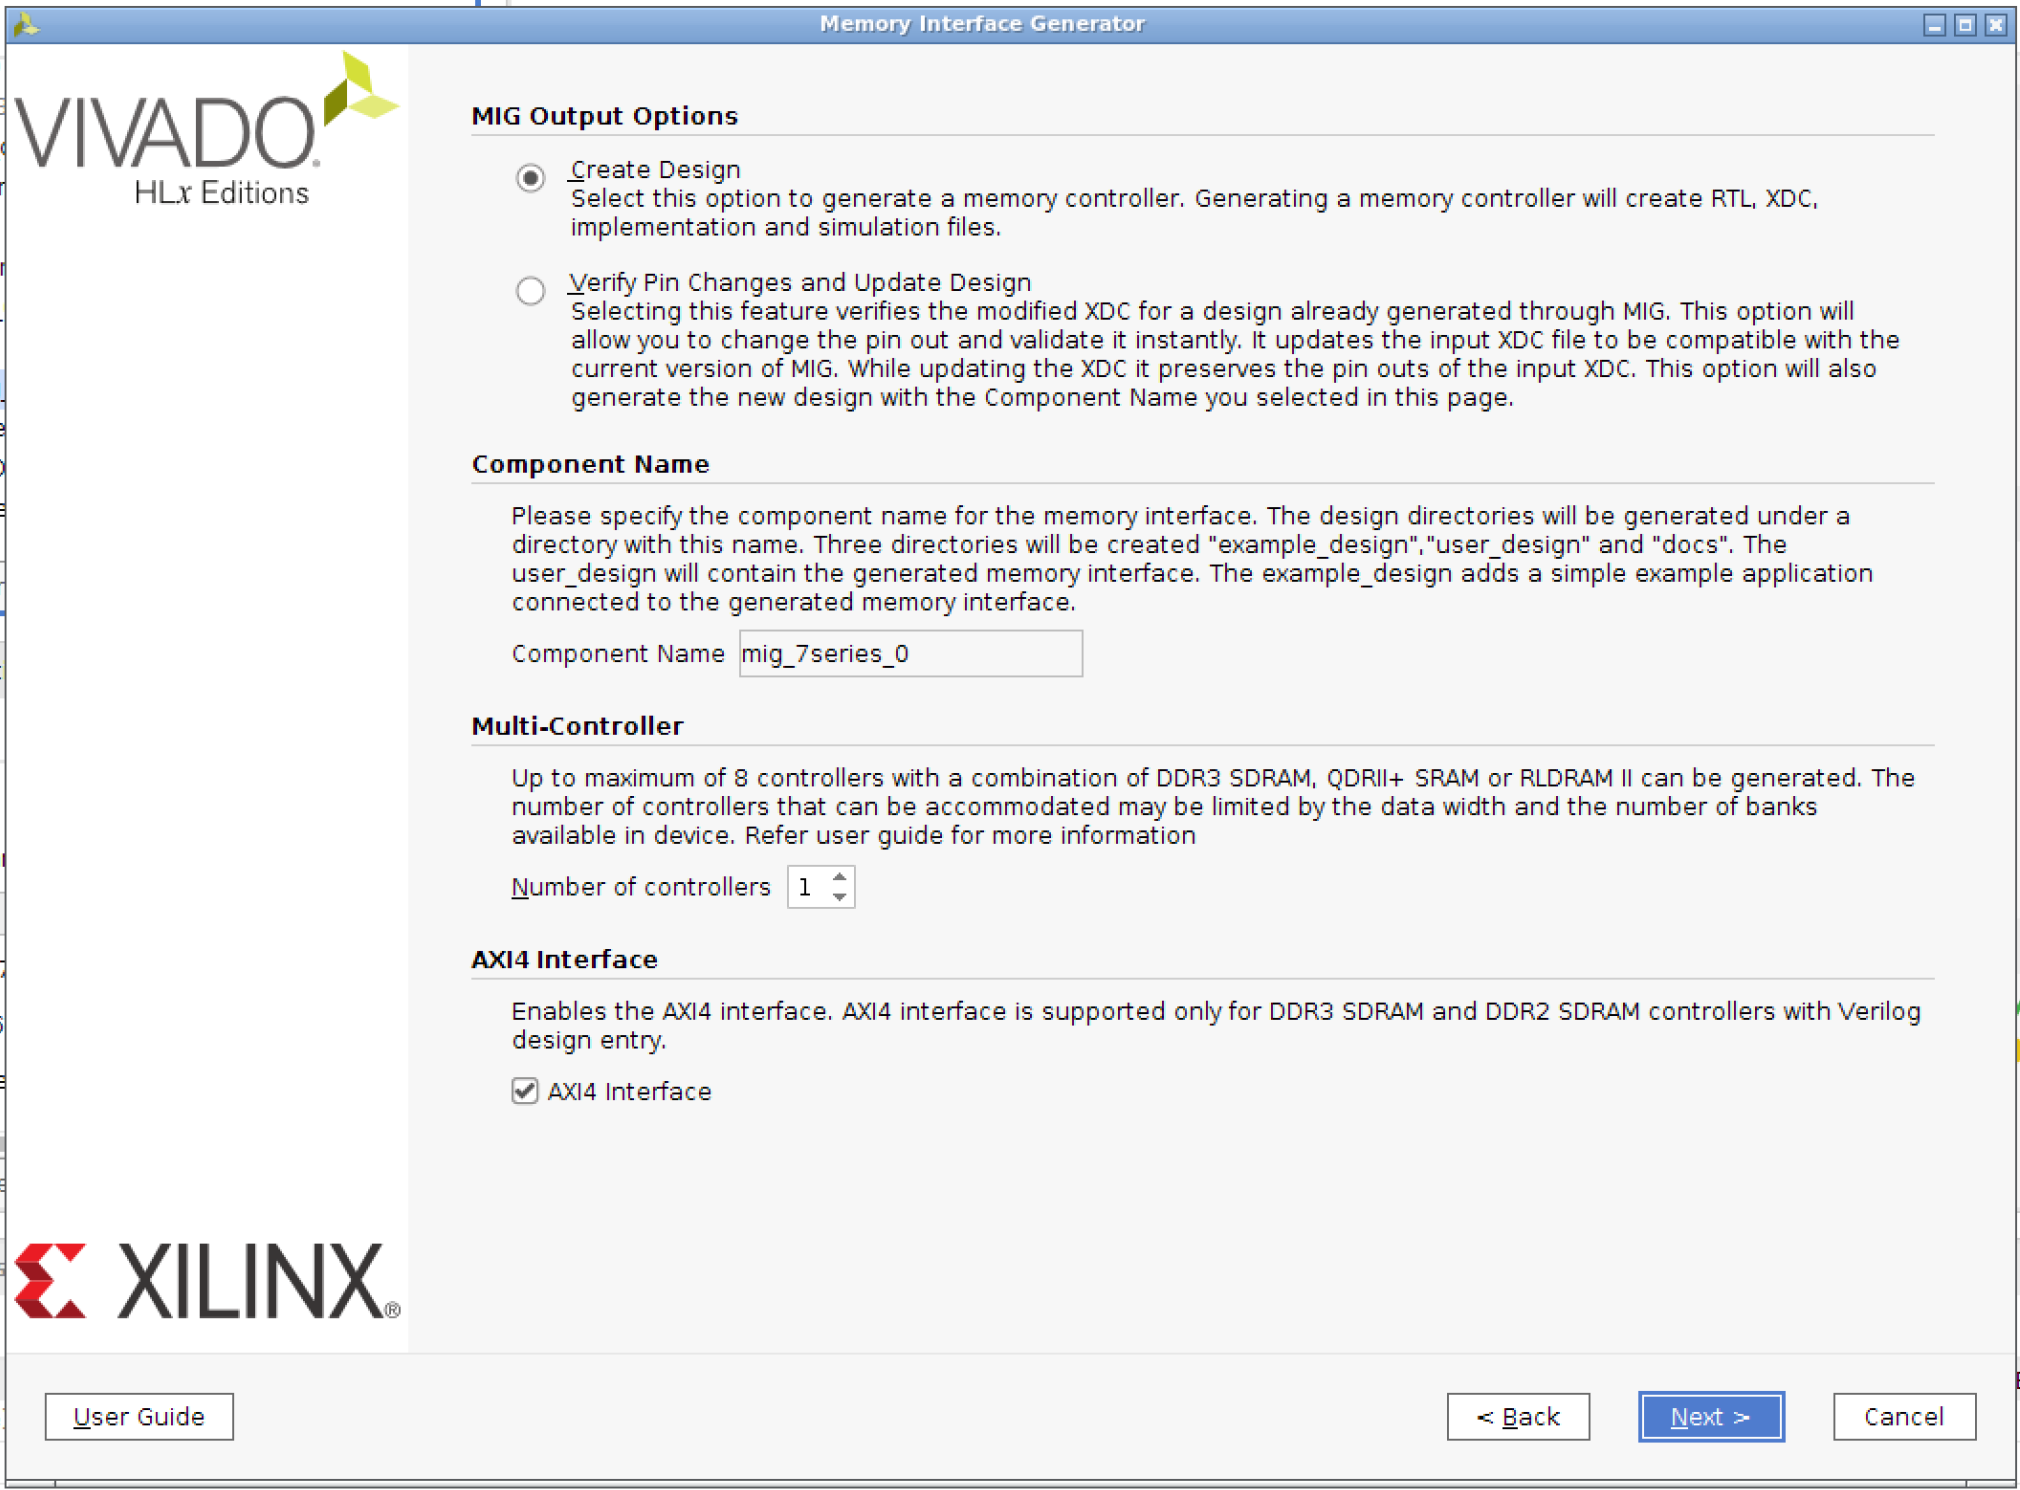 Memory Interface Generator
VIVADO.
HLx Editions
MIG Output Options
Create Design
Select this option to generate a memory controller. Generating a memory controller will create RTL, XDC,
implementation and simulation files.
Verify Pin Changes and Update Design
Selecting this feature verifies the modified XDC for a design already generated through MIG. This option will
allow you to change the pin out and validate it instantly. It updates the input XDC file to be compatible with the
current version of MIG. While updating the XDC it preserves the pin outs of the input XDC. This option will also
generate the new design with the Component Name you selected in this page.
Component Name
Please specify the component name for the memory interface. The design directories will be generated under a
directory with this name. Three directories will be created "example_design","user_design" and "docs". The
user_design will contain the generated memory interface. The example_design adds a simple example application
connected to the generated memory interface.
Component Name mig_7series_0
Multi-Controller
Up to maximum of 8 controllers with a combination of DDR3 SDRAM, QDRII+ SRAM or RLDRAM II can be generated. The
number of controllers that can be accommodated may be limited by the data width and the number of banks
available in device. Refer user guide for more information
Number of controllers 1
AXI4 Interface
Enables the AXI4 interface. AXI4 interface is supported only for DDR3 SDRAM and DDR2 SDRAM controllers with Verilog
design entry.
AXI4 Interface
XILINX®
User Guide
< Back
Next >
Cancel